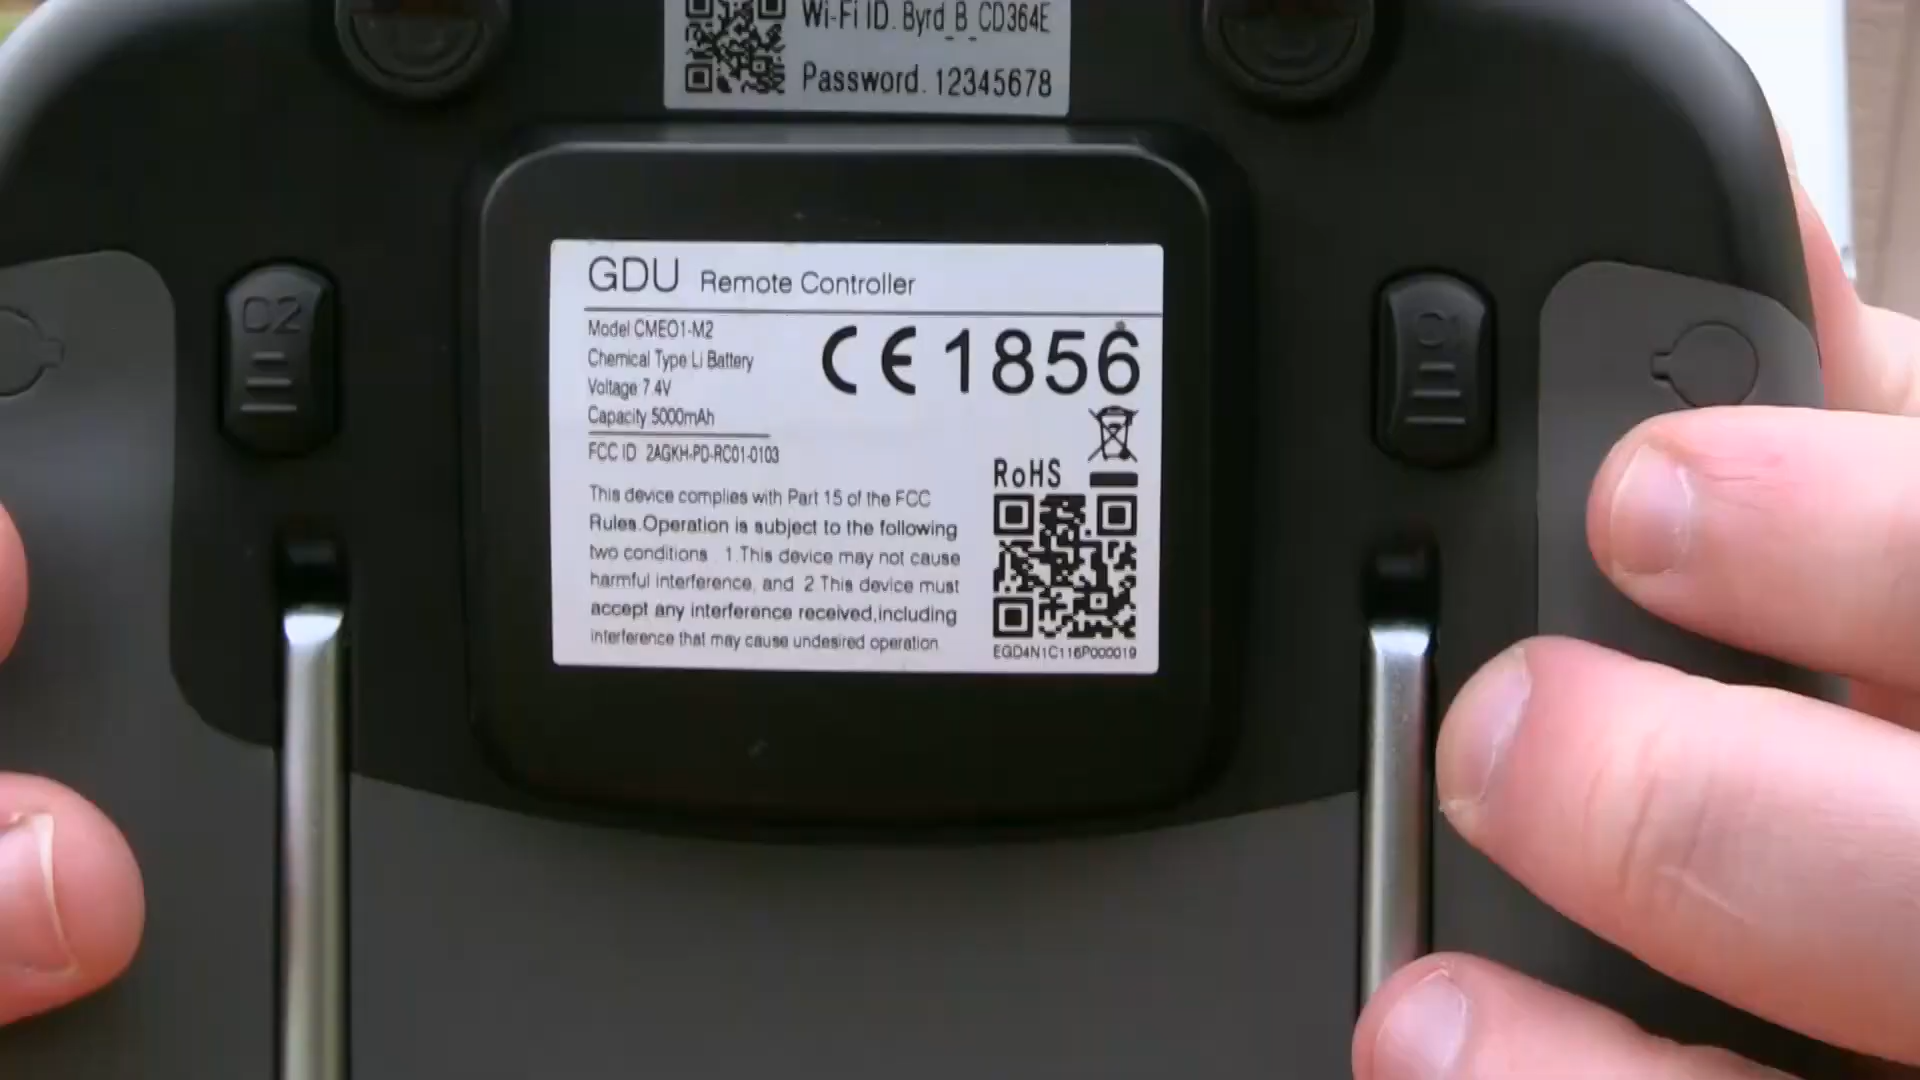 Wi-Fi ID. Byrd_B_CD364E
Password. 12345678
GDU Remote Controller
Model CME01-M2
Chemical Type Li Battery
Voltage 7.4V
Capacity 5000mAh
CE 1856
FCC ID 2AGKH-PD-RC01-0103
RoHS
This device complies with Part 15 of the FCC
Rules.Operation is subject to the following
two conditions . 1.This device may not cause
harmful interference, and 2 This device must
accept any interference received,including
interference that may cause undesired operation
EGD4N1C116P000019
C2
C1